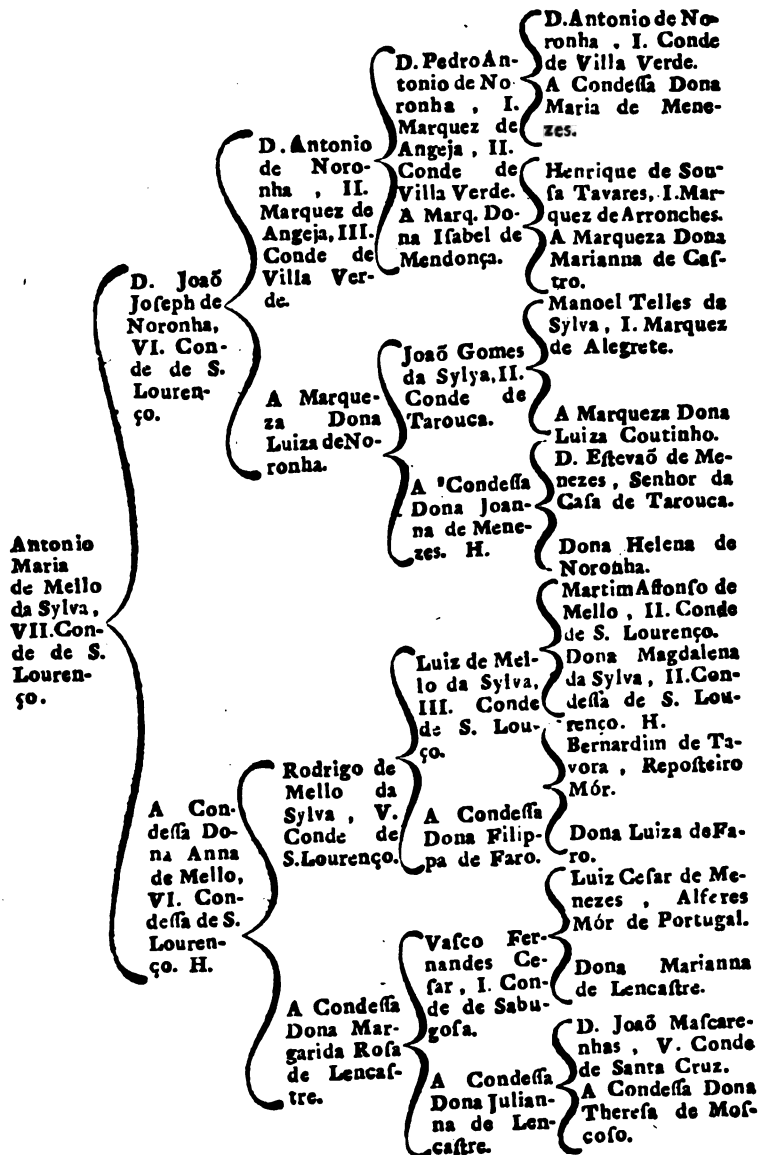 Antonio
Maria
de Mello
da Sylva,
VII.Con-
de de S.
Louren-
ço.
D. Joaõ
Joſeph de
Noronha,
VI. Con-
de de S.
Louren-
ço.
A Con-
deſſa Do-
na Anna
de Mello,
VI. Con-
deſſa de S.
Louren-
ço. H.
D. Antonio
de Noro-
nha , II.
Marquez de
Angeja, III.
Conde de
Villa Ver-
de.
A Marque-
za Dona
Luiza de No-
ronha.
Rodrigo de
Mello da
Sylva , V.
Conde de
S.Lourenço.
A Condeſſa
Dona Mar-
garida Roſa
de Lencaſ-
tre.
D. Pedro An-
tonio de No-
ronha , I.
Marquez de
Angeja , II.
Conde de
Villa Verde.
A Marq. Do-
na Iſabel de
Mendonça.
Joaõ Gomes
da Sylya, II.
Conde de
Tarouca.
A Condeſſa
Dona Joan-
na de Mene-
zes. H.
Luiz de Mel-
lo da Sylva,
III. Conde
de S. Lou-
ço.
A Condeſſa
Dona Filip-
pa de Faro.
Vaſco Fer-
nandes Ce-
ſar , I. Con-
de de Sabu-
goſa.
A Condeſſa
Dona Julian-
na de Len-
caſtre.
D. Antonio de No-
ronha , I. Conde
de Villa Verde.
A Condeſſa Dona
Maria de Mene-
zes.
Henrique de Sou-
ſa Tavares, I. Mar-
quez de Arronches.
A Marqueza Dona
Marianna de Caſ-
tro.
Manoel Telles da
Sylva , I. Marquez
de Alegrete.
A Marqueza Dona
Luiza Coutinho.
D. Eſtevaõ de Me-
nezes , Senhor da
Caſa de Tarouca.
Dona Helena de
Noronha.
Martim Affonſo de
Mello , II. Conde
de S. Lourenço.
Dona Magdalena
da Sylva , II. Con-
deſſa de S. Lou-
renço. H.
Bernardim de Ta-
vora , Repoſteiro
Mór.
Dona Luiza de Fa-
ro.
Luiz Ceſar de Me-
nezes , Alferes
Mór de Portugal.
Dona Marianna
de Lencaſtre.
D. Joaõ Maſcare-
nhas , V. Conde
de Santa Cruz.
A Condeſſa Dona
Thereſa de Moſ-
coſo.